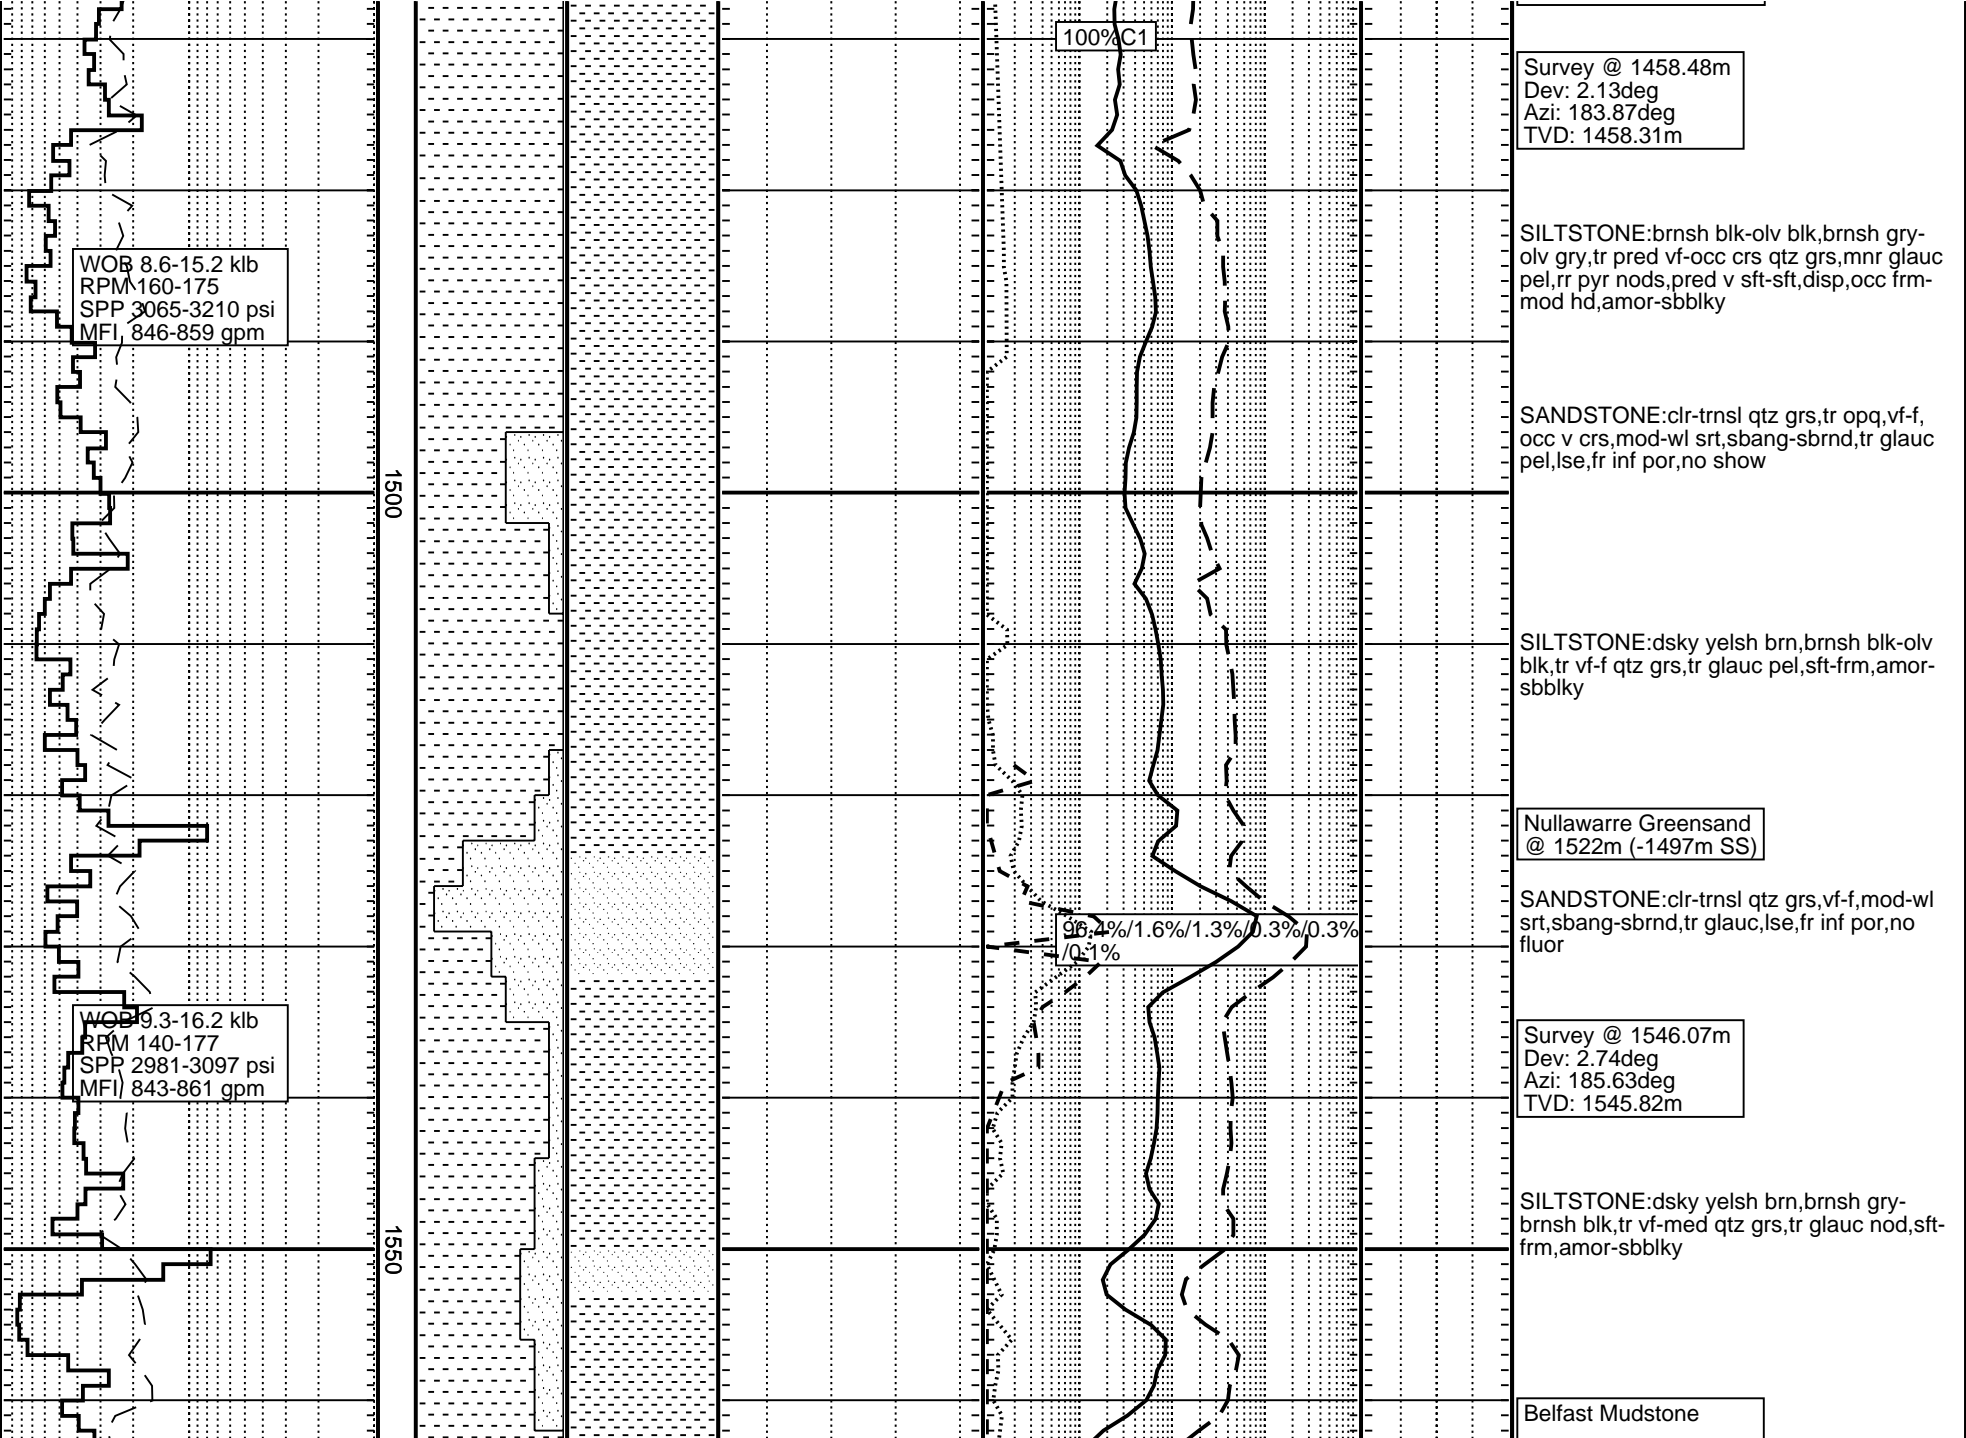 100%C1
Survey @ 1458.48m
Dev: 2.13deg
Azi: 183.87deg
TVD: 1458.31m
SILTSTONE:brnsh blk-olv blk,brnsh gry-
olv gry,tr pred vf-occ crs qtz grs,mnr glauc
pel,rr pyr nods,pred v sft-sft,disp,occ frm-
mod hd,amor-sbblky
WOB 8.6-15.2 klb
RPM 160-175
SPP 3065-3210 psi
MFI 846-859 gpm
SANDSTONE:clr-trnsl qtz grs,tr opq,vf-f,
occ v crs,mod-wl srt,sbang-sbrnd,tr glauc
pel,lse,fr inf por,no show
1500
SILTSTONE:dsky yelsh brn,brnsh blk-olv
blk,tr vf-f qtz grs,tr glauc pel,sft-frm,amor-
sbblky
Nullawarre Greensand
@ 1522m (-1497m SS)
SANDSTONE:clr-trnsl qtz grs,vf-f,mod-wl
srt,sbang-sbrnd,tr glauc,lse,fr inf por,no
fluor
96.4%/1.6%/1.3%/0.3%/0.3%
/0.1%
WOB 9.3-16.2 klb
RPM 140-177
SPP 2981-3097 psi
MFI 843-861 gpm
Survey @ 1546.07m
Dev: 2.74deg
Azi: 185.63deg
TVD: 1545.82m
SILTSTONE:dsky yelsh brn,brnsh gry-
brnsh blk,tr vf-med qtz grs,tr glauc nod,sft-
frm,amor-sbblky
1550
Belfast Mudstone